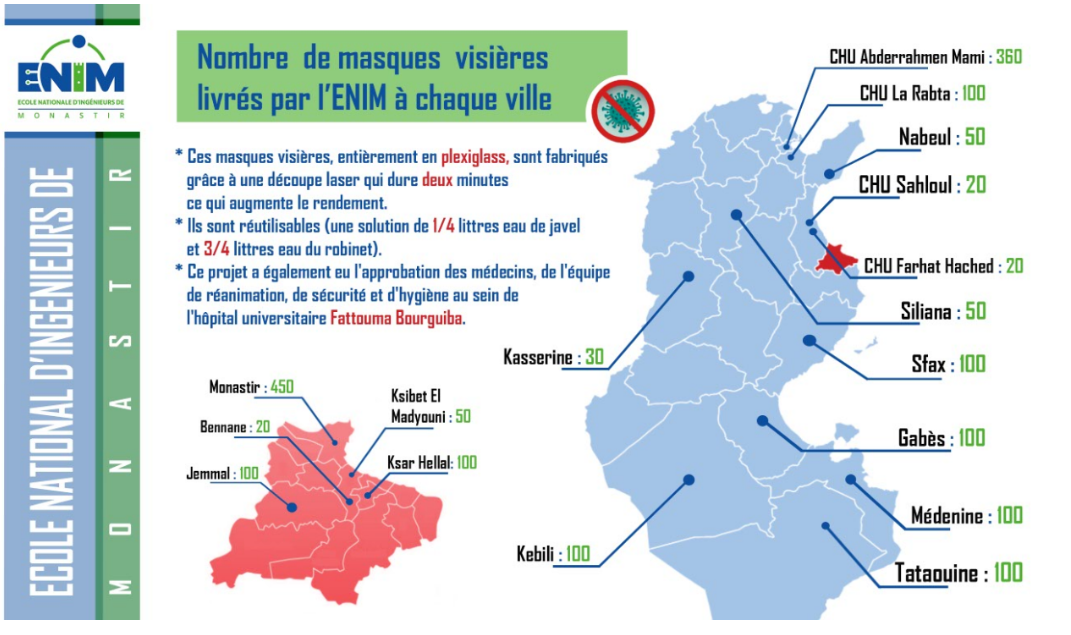 ENIM
ECOLE NATIONALE D'INGÉNIEURS DE
MONASTIR
ECOLE NATIONAL D'INGENIEURS DE
MONASTIR
Nombre de masques visières
livrés par l'ENIM à chaque ville
* Ces masques visières, entièrement en plexiglass, sont fabriqués
grâce à une découpe laser qui dure deux minutes
ce qui augmente le rendement.
* Ils sont réutilisables (une solution de 1/4 littres eau de javel
et 3/4 littres eau du robinet).
* Ce projet a également eu l'approbation des médecins, de l'équipe
de réanimation, de sécurité et d'hygiène au sein de
l'hôpital universitaire Fattouma Bourguiba.
Monastir : 450
Ksibet El
Madyouni : 50
Bennane : 20
Ksar Hellal: 100
Jemmal : 100
CHU Abderrahmen Mami : 360
CHU La Rabta : 100
Nabeul : 50
CHU Sahloul : 20
CHU Farhat Hached : 20
Siliana : 50
Kasserine : 30
Sfax : 100
Gabès : 100
Médenine : 100
Kebili : 100
Tataouine : 100